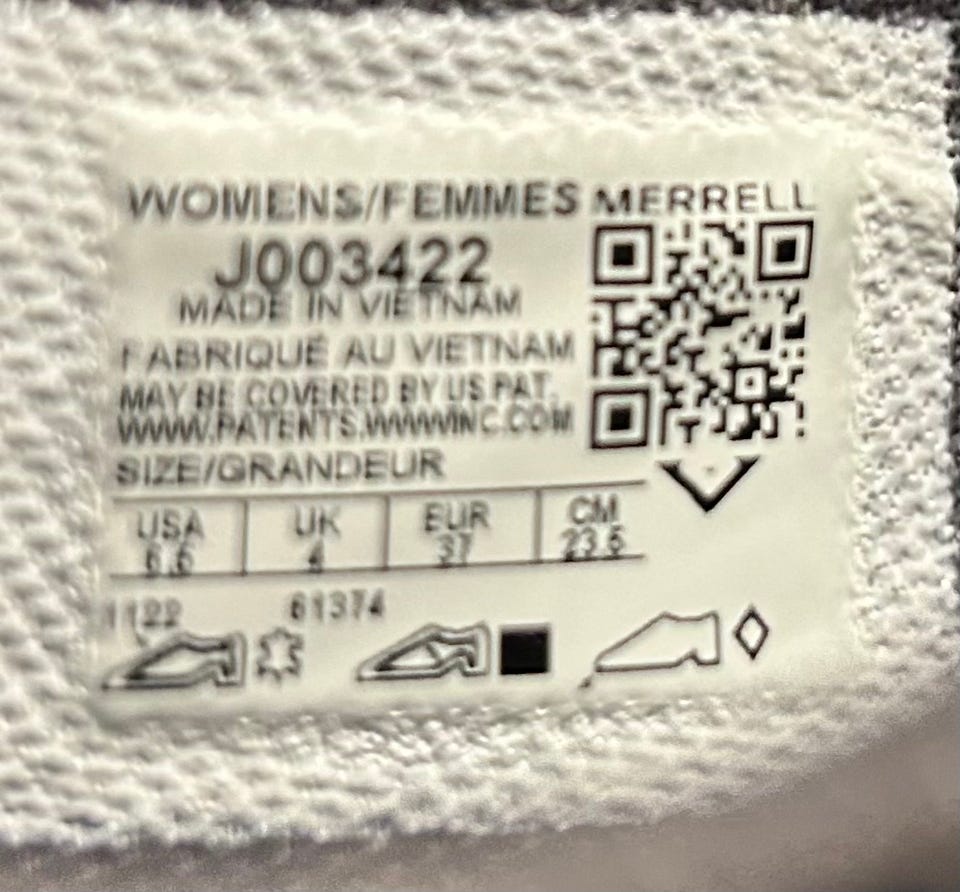 WOMENS/FEMMES MERRELL
J003422
MADE IN VIETNAM
FABRIQUÉ AU VIETNAM
MAY BE COVERED BY US PAT.
WWW.PATENTS.WWWINC.COM
SIZE/GRANDEUR
USA UK EUR CM
6.5 4 37 23.5
1122 61374